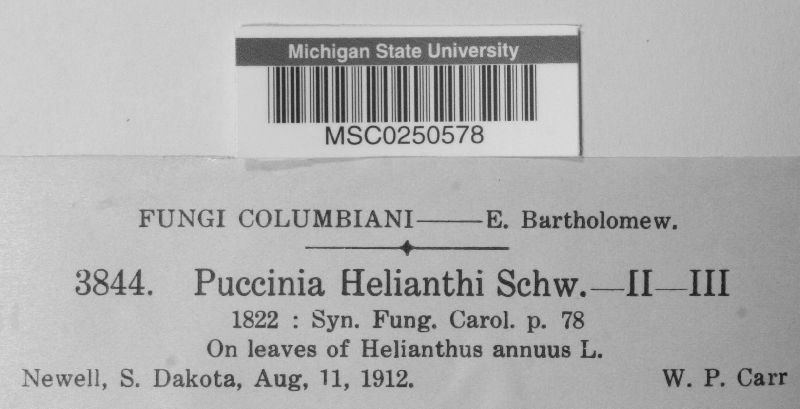 Michigan State University
MSC0250578
FUNGI COLUMBIANI——E. Bartholomew.
3844. Puccinia Helianthi Schw.—II—III
1822 : Syn. Fung. Carol. p. 78
On leaves of Helianthus annuus L.
Newell, S. Dakota, Aug, 11, 1912. W. P. Carr